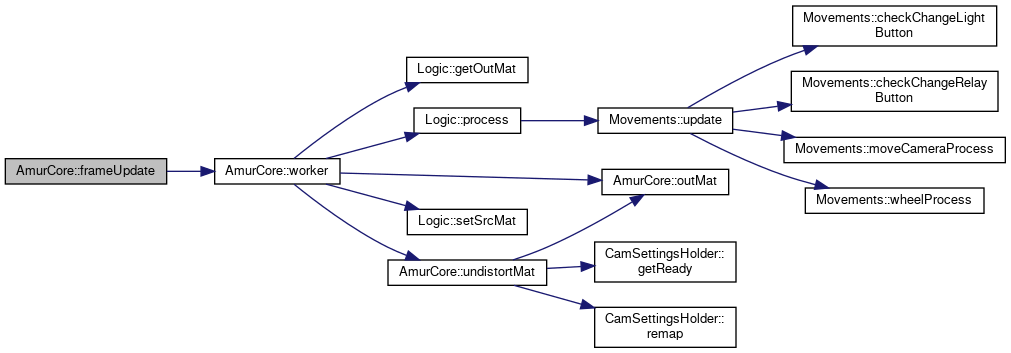 AmurCore::frameUpdate
AmurCore::worker
Logic::getOutMat
Logic::process
AmurCore::outMat
Logic::setSrcMat
AmurCore::undistortMat
Movements::update
CamSettingsHolder::
getReady
CamSettingsHolder::
remap
Movements::checkChangeLight
Button
Movements::checkChangeRelay
Button
Movements::moveCameraProcess
Movements::wheelProcess